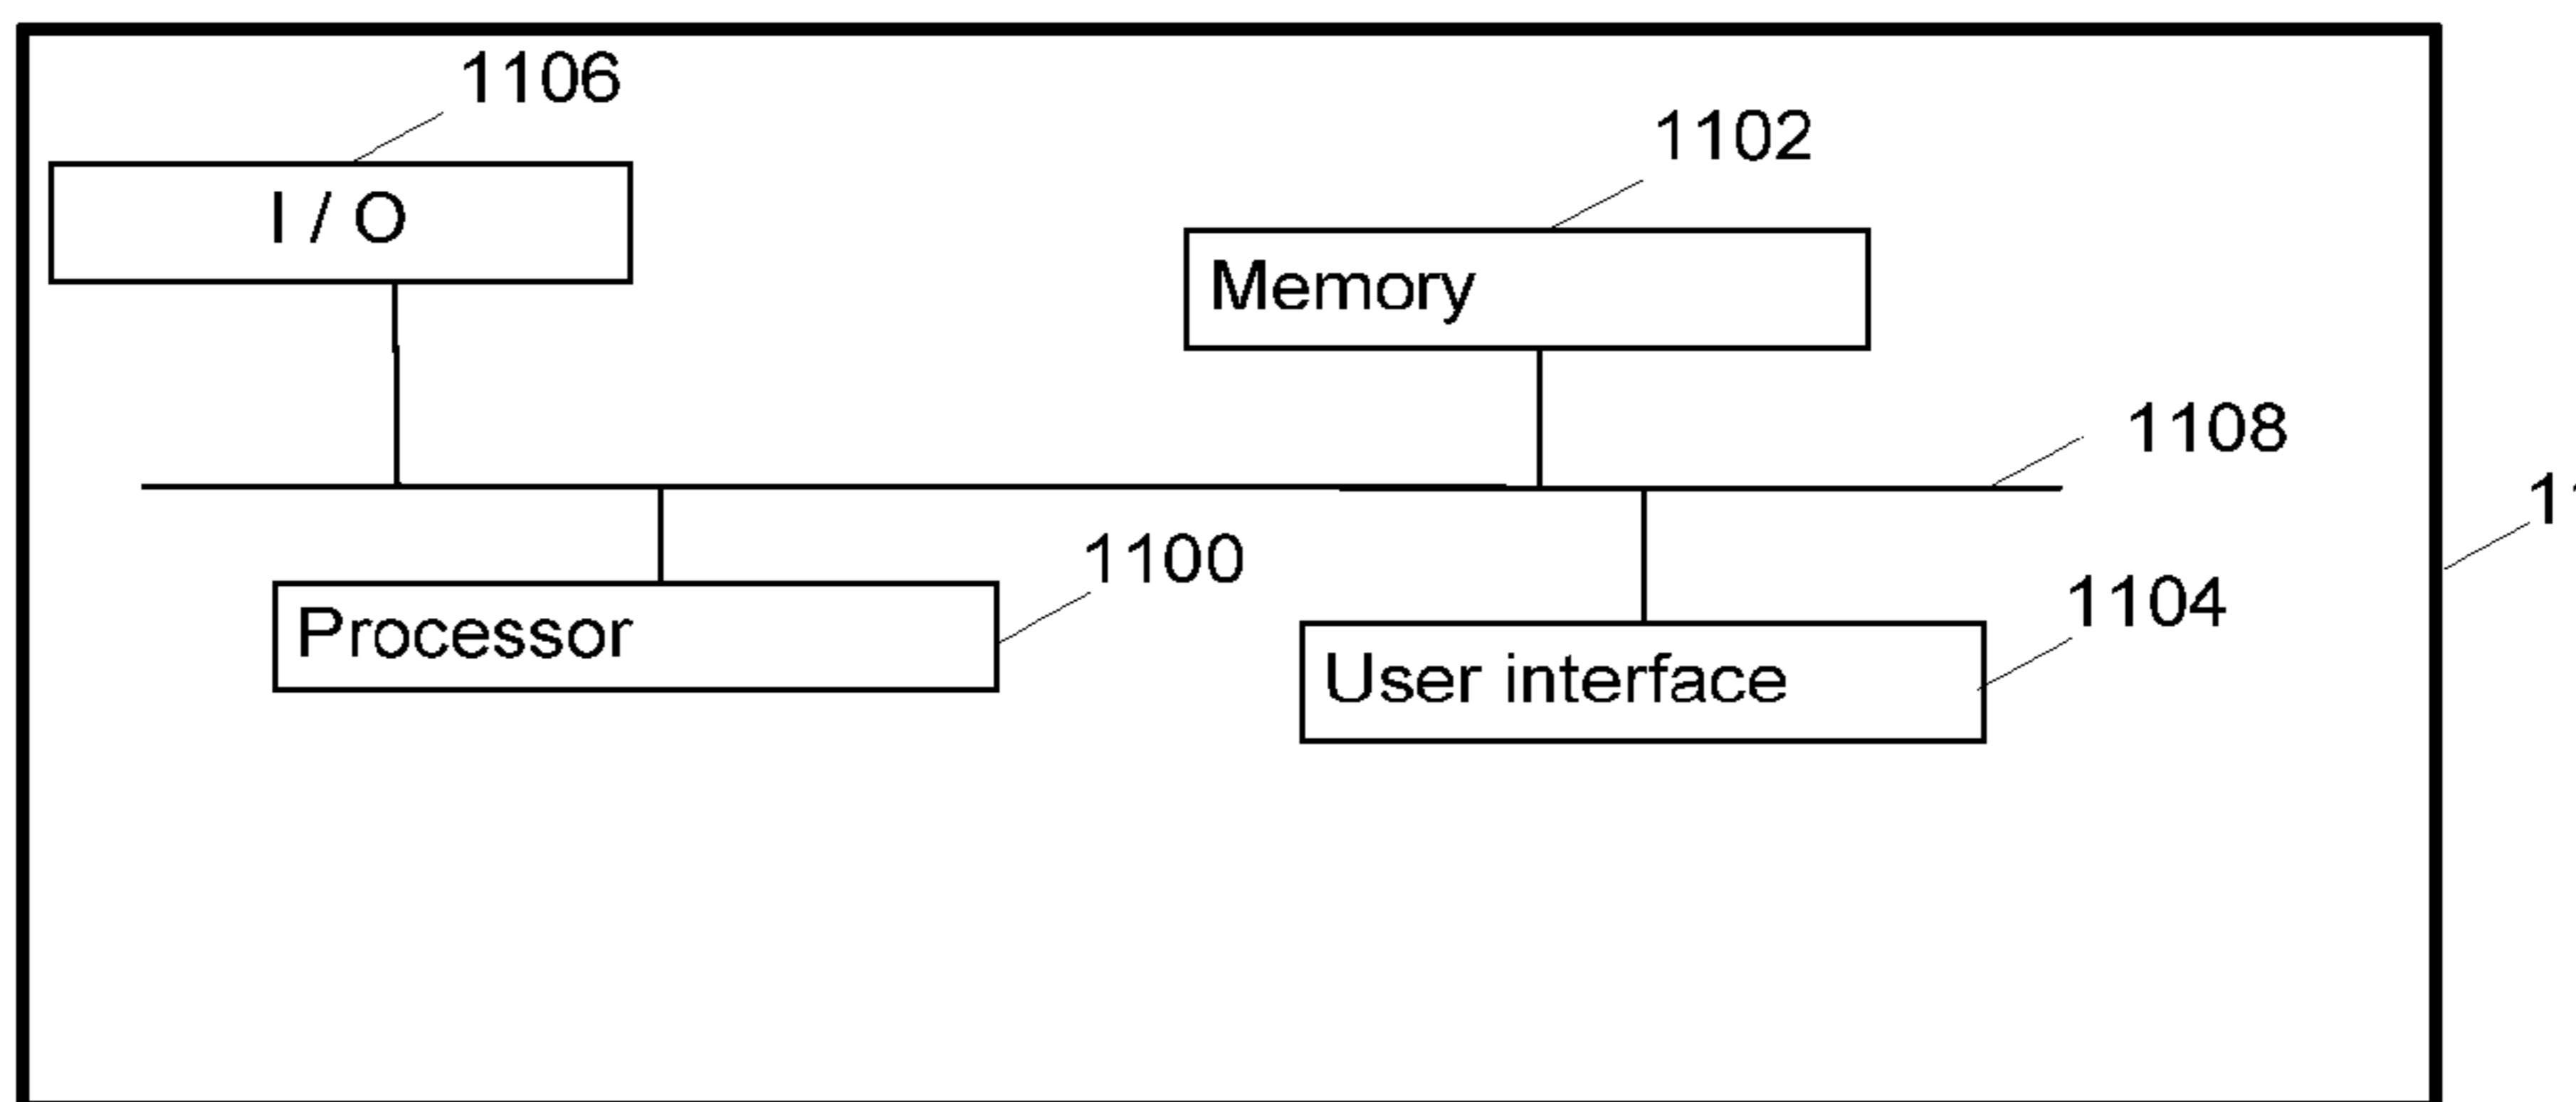 1106
I / O
1102
Memory
1108
1100
Processor
1104
User interface